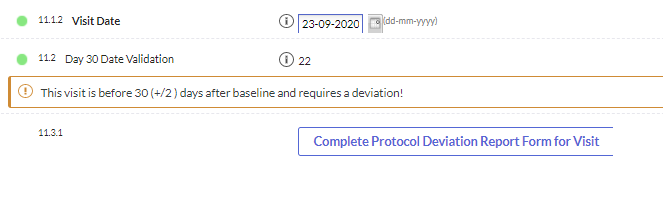 11.1.2 Visit Date 23-09-2020 (dd-mm-yyyy)
11.2 Day 30 Date Validation 22
This visit is before 30 (+/2 ) days after baseline and requires a deviation!
11.3.1 Complete Protocol Deviation Report Form for Visit